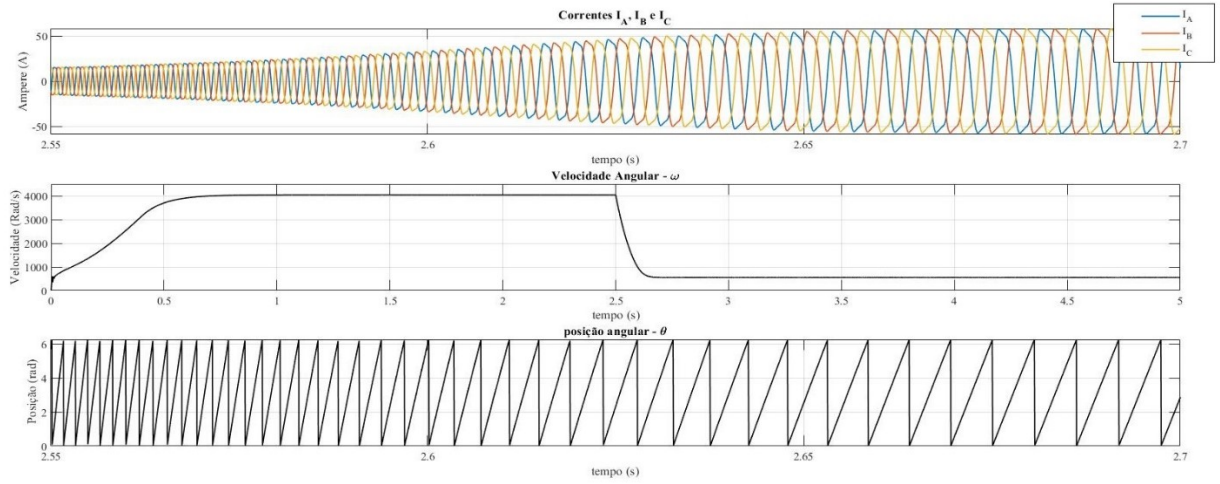 Correntes I_A, I_B e I_C
I_A
I_B
I_C
Ampere (A)
50
0
-50
2.55 2.6 2.65 2.7
tempo (s)
Velocidade Angular - ω
Velocidade (Rad/s)
4000
3000
2000
1000
0
0 0.5 1 1.5 2 2.5 3 3.5 4 4.5 5
tempo (s)
posição angular - θ
Posição (rad)
6
4
2
0
2.55 2.6 2.65 2.7
tempo (s)